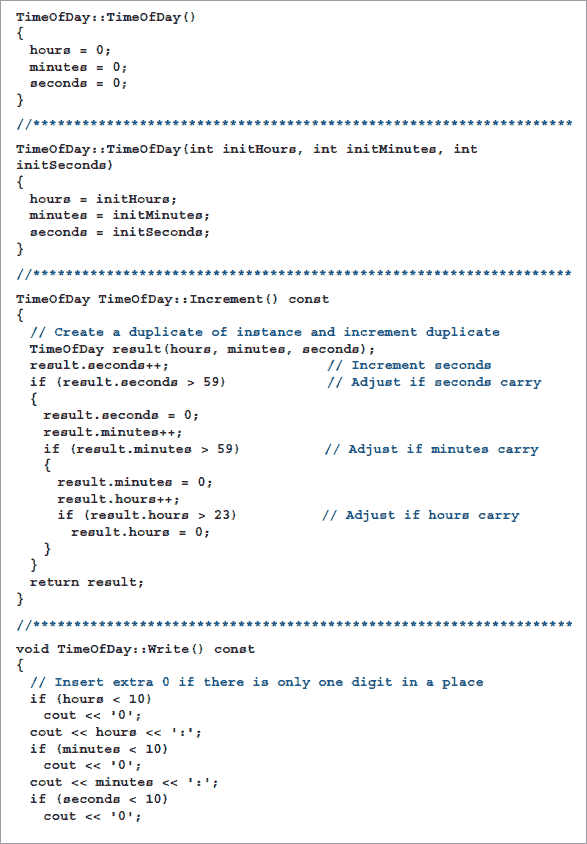 TimeOfDay::TimeOfDay()
{
  hours = 0;
  minutes = 0;
  seconds = 0;
}
//******************************************************************
TimeOfDay::TimeOfDay(int initHours, int initMinutes, int
initSeconds)
{
  hours = initHours;
  minutes = initMinutes;
  seconds = initSeconds;
}
//******************************************************************
TimeOfDay TimeOfDay::Increment() const
{
  // Create a duplicate of instance and increment duplicate
  TimeOfDay result(hours, minutes, seconds);
  result.seconds++;                       // Increment seconds
  if (result.seconds > 59)               // Adjust if seconds carry
  {
    result.seconds = 0;
    result.minutes++;
    if (result.minutes > 59)            // Adjust if minutes carry
    {
      result.minutes = 0;
      result.hours++;
      if (result.hours > 23)            // Adjust if hours carry
        result.hours = 0;
    }
  }
  return result;
}
//******************************************************************
void TimeOfDay::Write() const
{
  // Insert extra 0 if there is only one digit in a place
  if (hours < 10)
    cout << '0';
  cout << hours << ':';
  if (minutes < 10)
    cout << '0';
  cout << minutes << ':';
  if (seconds < 10)
    cout << '0';